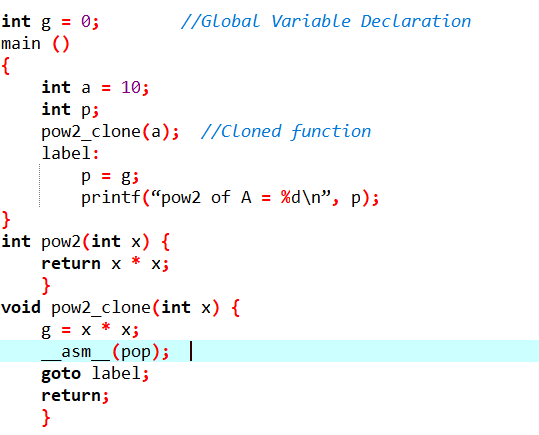 int g = 0; //Global Variable Declaration
main ()
{
int a = 10;
int p;
pow2_clone(a); //Cloned function
label:
p = g;
printf(“pow2 of A = %d\n”, p);
}
int pow2(int x) {
return x * x;
}
void pow2_clone(int x) {
g = x * x;
__asm__(pop);
goto label;
return;
}